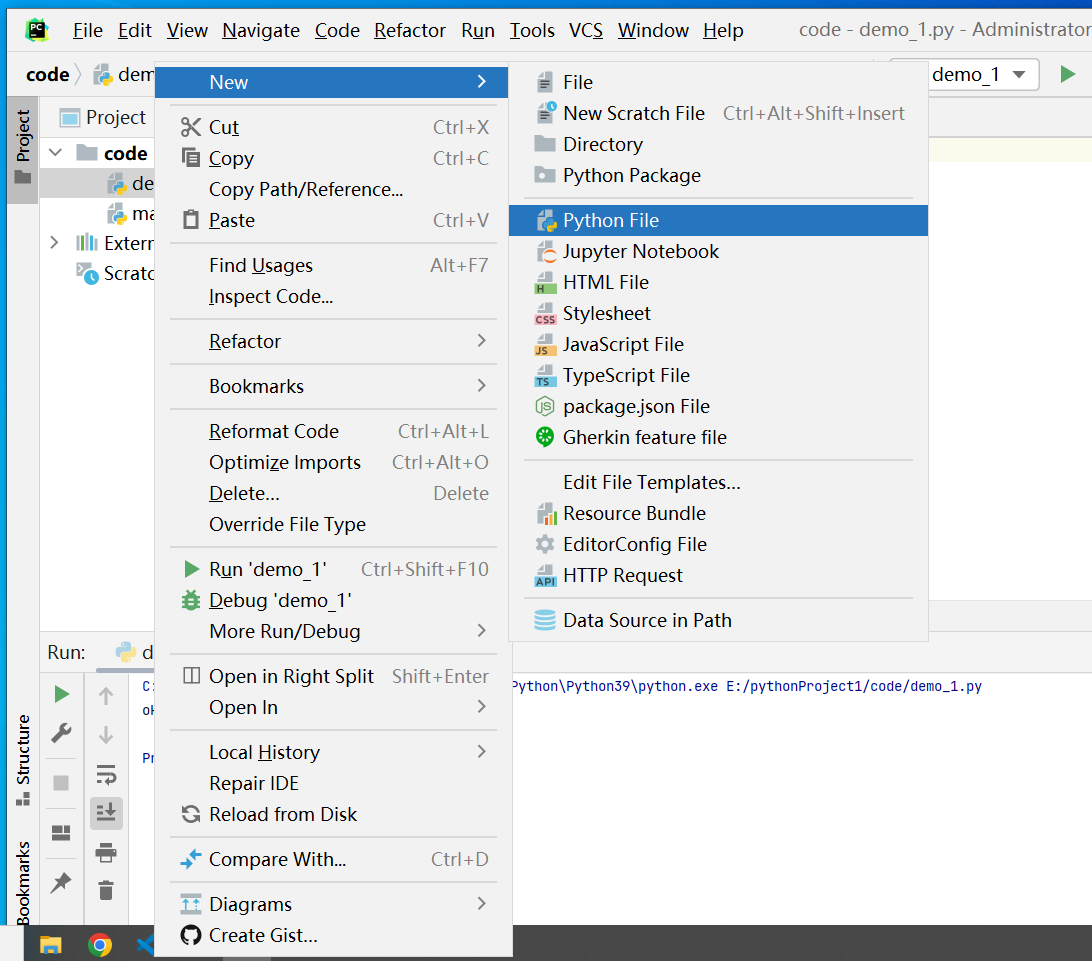 PC
File Edit View Navigate Code Refactor Run Tools VCS Window Help code - demo_1.py - Administrator
code demo_1
Project
Project
code
Structure
Bookmarks
Run:
New
Cut Ctrl+X
Copy Ctrl+C
Copy Path/Reference...
Paste Ctrl+V
Find Usages Alt+F7
Inspect Code...
Refactor
Bookmarks
Reformat Code Ctrl+Alt+L
Optimize Imports Ctrl+Alt+O
Delete... Delete
Override File Type
Run 'demo_1' Ctrl+Shift+F10
Debug 'demo_1'
More Run/Debug
Open in Right Split Shift+Enter
Open In
Local History
Repair IDE
Reload from Disk
Compare With... Ctrl+D
Diagrams
Create Gist...
File
New Scratch File Ctrl+Alt+Shift+Insert
Directory
Python Package
Python File
Jupyter Notebook
H HTML File
CSS Stylesheet
JS JavaScript File
TS TypeScript File
JS package.json File
Gherkin feature file
Edit File Templates...
Resource Bundle
EditorConfig File
API HTTP Request
Data Source in Path
Python\Python39\python.exe E:/pythonProject1/code/demo_1.py